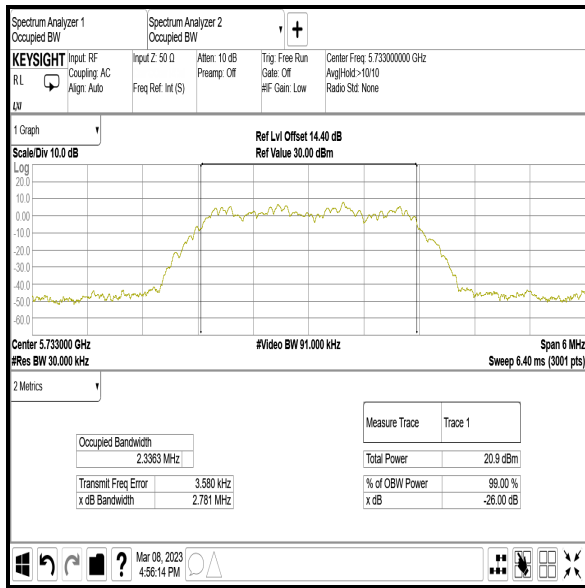 Spectrum Analyzer 1
Occupied BW
Spectrum Analyzer 2
Occupied BW
+
KEYSIGHT
RL
LXI
Input: RF
Coupling: AC
Align: Auto
Input Z: 50 Ω
Freq Ref: Int (S)
Atten: 10 dB
Preamp: Off
Trig: Free Run
Gate: Off
#IF Gain: Low
Center Freq: 5.733000000 GHz
Avg|Hold:>10/10
Radio Std: None
1 Graph
Scale/Div 10.0 dB
Ref Lvl Offset 14.40 dB
Ref Value 30.00 dBm
Log
20.0
10.0
0.00
-10.0
-20.0
-30.0
-40.0
-50.0
-60.0
Center 5.733000 GHz
#Video BW 91.000 kHz
Span 6 MHz
#Res BW 30.000 kHz
Sweep 6.40 ms (3001 pts)
2 Metrics
Occupied Bandwidth
2.3363 MHz
Transmit Freq Error 3.580 kHz
x dB Bandwidth 2.781 MHz
Measure Trace Trace 1
Total Power 20.9 dBm
% of OBW Power 99.00 %
x dB -26.00 dB
?
Mar 08, 2023
4:56:14 PM